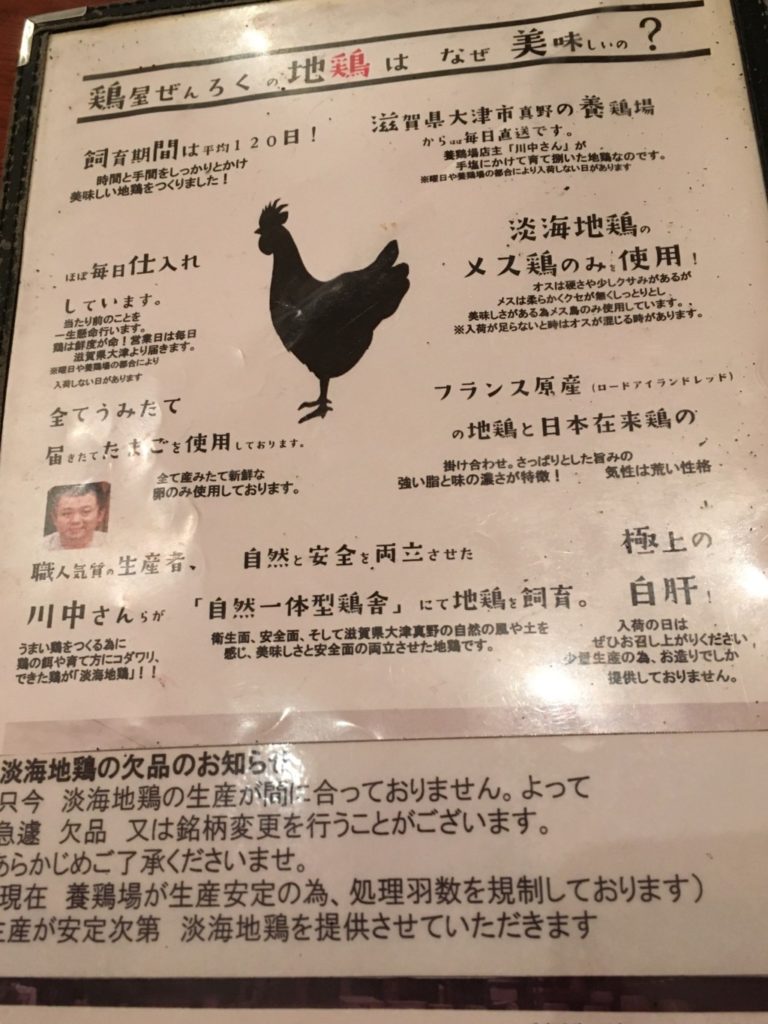 鶏屋ぜんろくの地鶏は なぜ 美味しいの?
飼育期間は平均120日!
時間と手間をしっかりとかけ
美味しい地鶏をつくりました!
滋賀県大津市真野の養鶏場
からほぼ毎日直送です。
養鶏場店主「川中さん」が
手塩にかけて育て捌いた地鶏なのです。
※曜日や養鶏場の都合により入荷しない日があります
ほぼ毎日仕入れ
しています。
当たり前のことを
一生懸命行います。
鶏は鮮度が命!営業日は毎日
滋賀県大津より届きます。
※曜日や養鶏場の都合により
入荷しない日があります
淡海地鶏の
メス鶏のみを使用!
オスは硬さや少しクサみがあるが
メスは柔らかくクセが無くしっとりとし
美味しさがある為メス鳥のみ使用しています。
※入荷が足らないと時はオスが混じる時があります。
全てうみたて
届きたてたまごを使用しております。
全て産みたて新鮮な
卵のみ使用しております。
フランス原産(ロードアイランドレッド)
の地鶏と日本在来鶏の
掛け合わせ。さっぱりとした旨みの
強い脂と味の濃さが特徴! 気性は荒い性格
職人気質の生産者、
川中さんらが
うまい鶏をつくる為に
鶏の餌や育て方にコダワリ、
できた鶏が「淡海地鶏」!!
自然と安全を両立させた
「自然一体型鶏舎」にて地鶏を飼育。
衛生面、安全面、そして滋賀県大津真野の自然の風や土を
感じ、美味しさと安全面の両立させた地鶏です。
極上の
白肝!
入荷の日は
ぜひお召し上がりください
少量生産の為、お造りでしか
提供しておりません。
淡海地鶏の欠品のお知らせ
只今 淡海地鶏の生産が間に合っておりません。よって
急遽 欠品 又は銘柄変更を行うことがございます。
あらかじめご了承くださいませ。
現在 養鶏場が生産安定の為、処理羽数を規制しております)
生産が安定次第 淡海地鶏を提供させていただきます